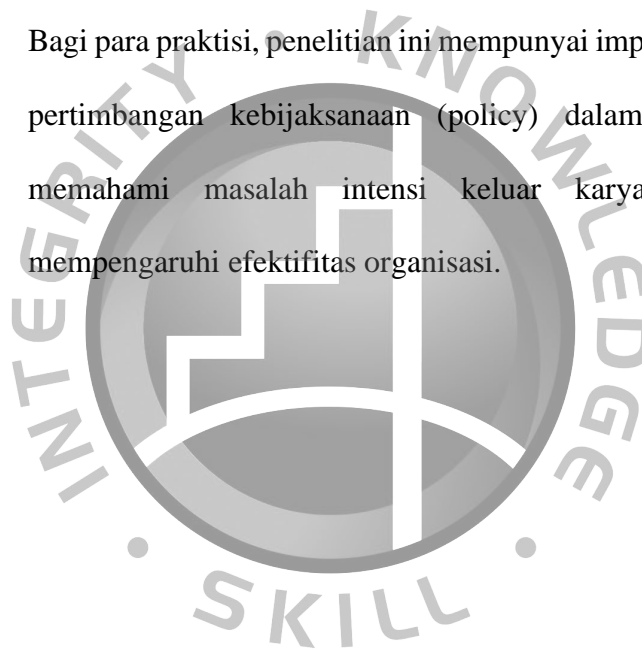 Bagi para praktisi, penelitian ini mempunyai imp
pertimbangan kebijaksanaan (policy) dalam
memahami masalah intensi keluar karya
mempengaruhi efektifitas organisasi.
INTEGRITY • KNOWLEDGE • SKILL •